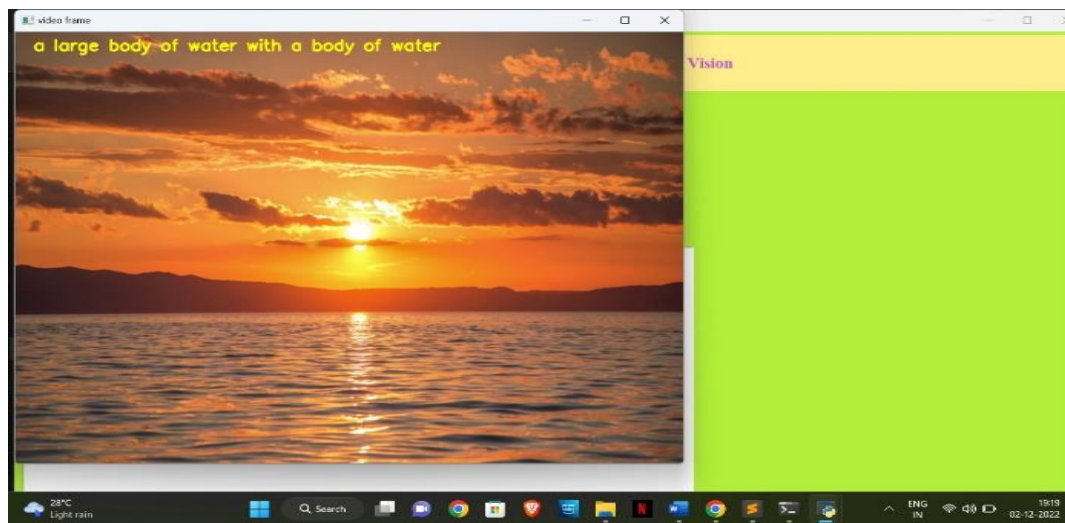 video frame
a large body of water with a body of water
Vision
28°C
Light rain
Search
N
ENG
IN
19:19
02-12-2022